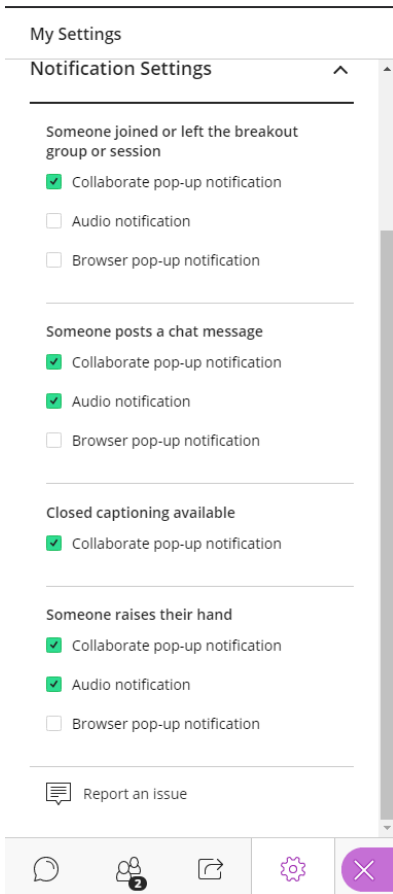 My Settings
Notification Settings
Someone joined or left the breakout
group or session
Collaborate pop-up notification
Audio notification
Browser pop-up notification
Someone posts a chat message
Collaborate pop-up notification
Audio notification
Browser pop-up notification
Closed captioning available
Collaborate pop-up notification
Someone raises their hand
Collaborate pop-up notification
Audio notification
Browser pop-up notification
Report an issue
2